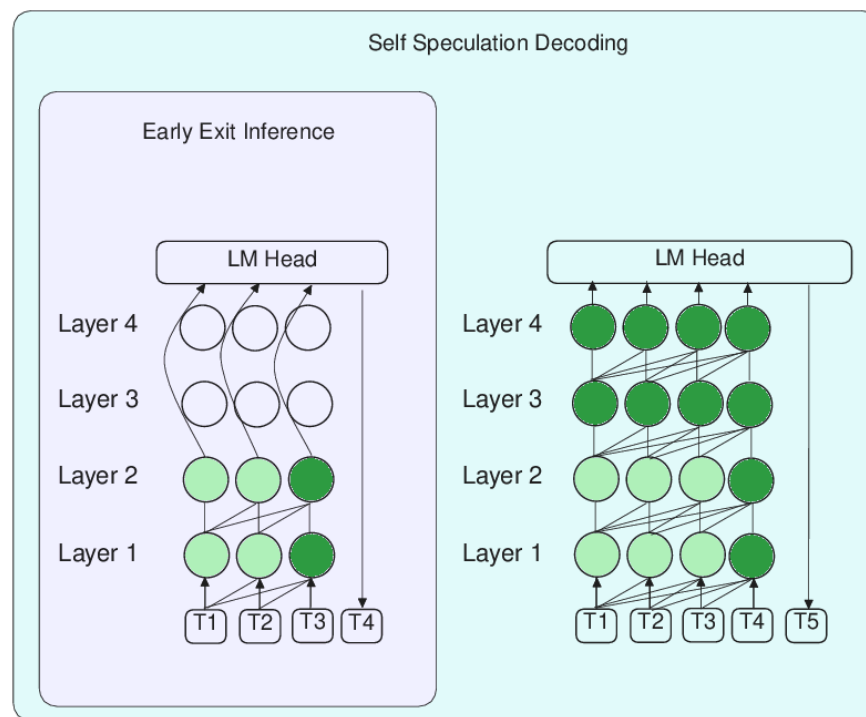 Self Speculation Decoding
Early Exit Inference
LM Head
Layer 4
Layer 3
Layer 2
Layer 1
T1 T2 T3 T4
LM Head
Layer 4
Layer 3
Layer 2
Layer 1
T1 T2 T3 T4 T5